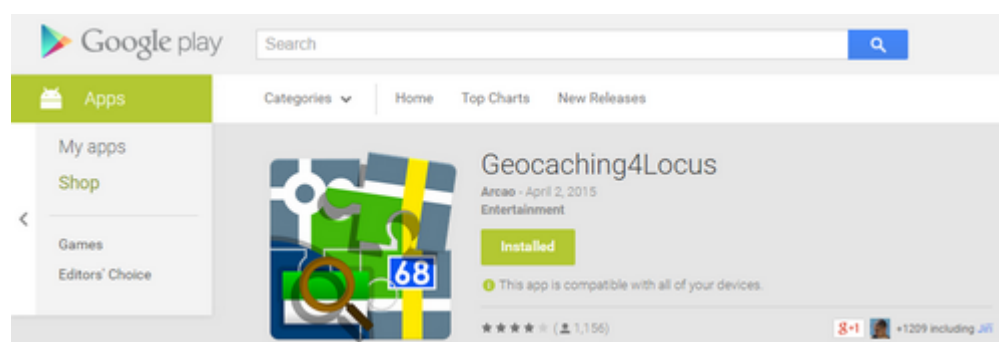 Google play
Search
Apps
Categories
Home
Top Charts
New Releases
My apps
Shop
Games
Editors' Choice
68
Geocaching4Locus
Arcao - April 2, 2015
Entertainment
Installed
This app is compatible with all of your devices.
(1,156)
g+1
+1209 including Jiří